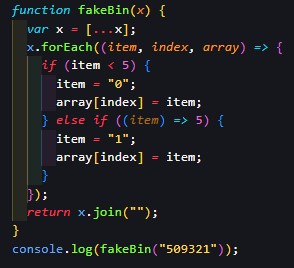 function fakeBin(x) {
  var x = [...x];
  x.forEach((item, index, array) => {
    if (item < 5) {
      item = "0";
      array[index] = item;
    } else if ((item) => 5) {
      item = "1";
      array[index] = item;
    }
  });
  return x.join("");
}
console.log(fakeBin("509321"));